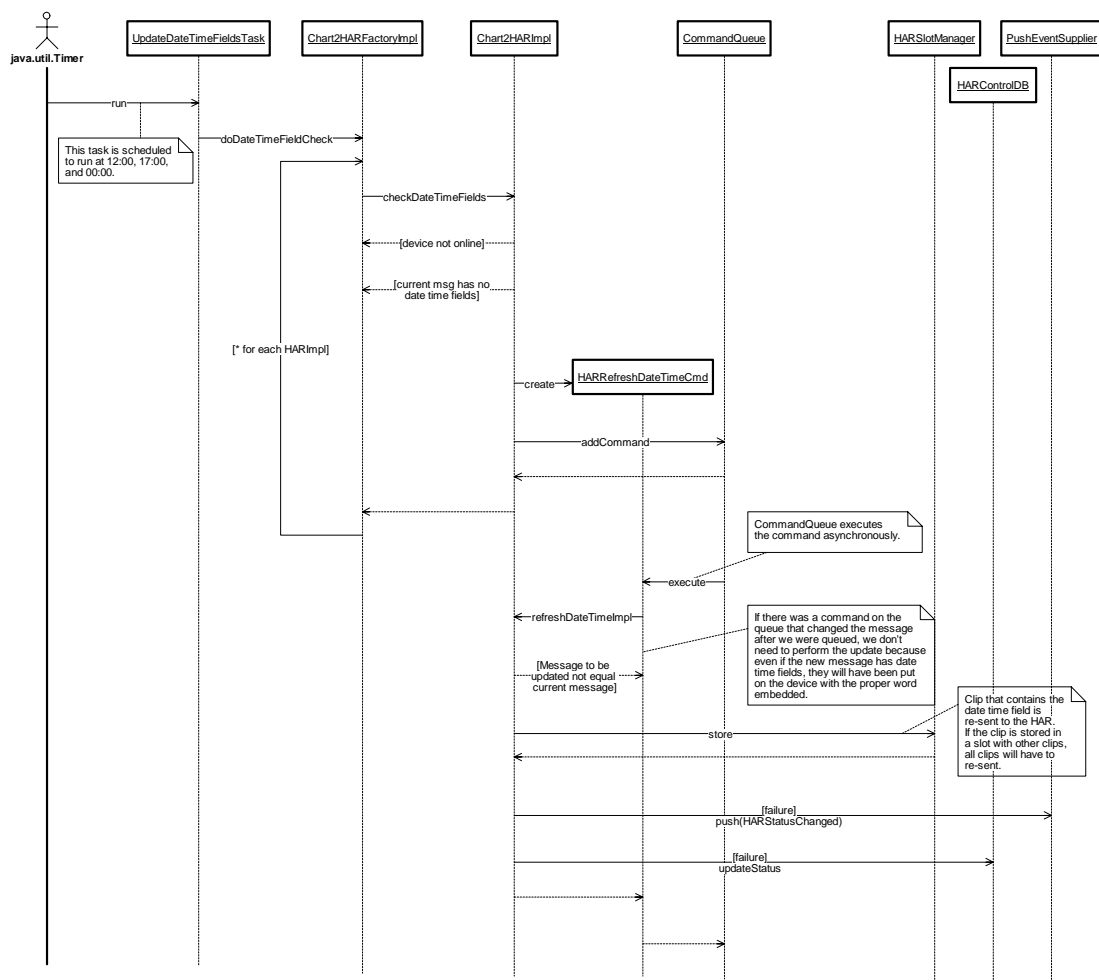 java.util.Timer
UpdateDateTimeFieldsTask
Chart2HARFactoryImpl
Chart2HARImpl
CommandQueue
HARSlotManager
PushEventSupplier
HARControlDB
run
This task is scheduled
to run at 12:00, 17:00,
and 00:00.
doDateTimeFieldCheck
checkDateTimeFields
[device not online]
[current msg has no
date time fields]
[* for each HARImpl]
HARRefreshDateTimeCmd
create
addCommand
CommandQueue executes
the command asynchronously.
execute
refreshDateTimeImpl
If there was a command on the
queue that changed the message
after we were queued, we don't
need to perform the update because
even if the new message has date
time fields, they will have been put
on the device with the proper word
embedded.
[Message to be
updated not equal
current message]
Clip that contains the
date time field is
re-sent to the HAR.
If the clip is stored in
a slot with other clips,
all clips will have to
re-sent.
store
[failure]
push(HARStatusChanged)
[failure]
updateStatus